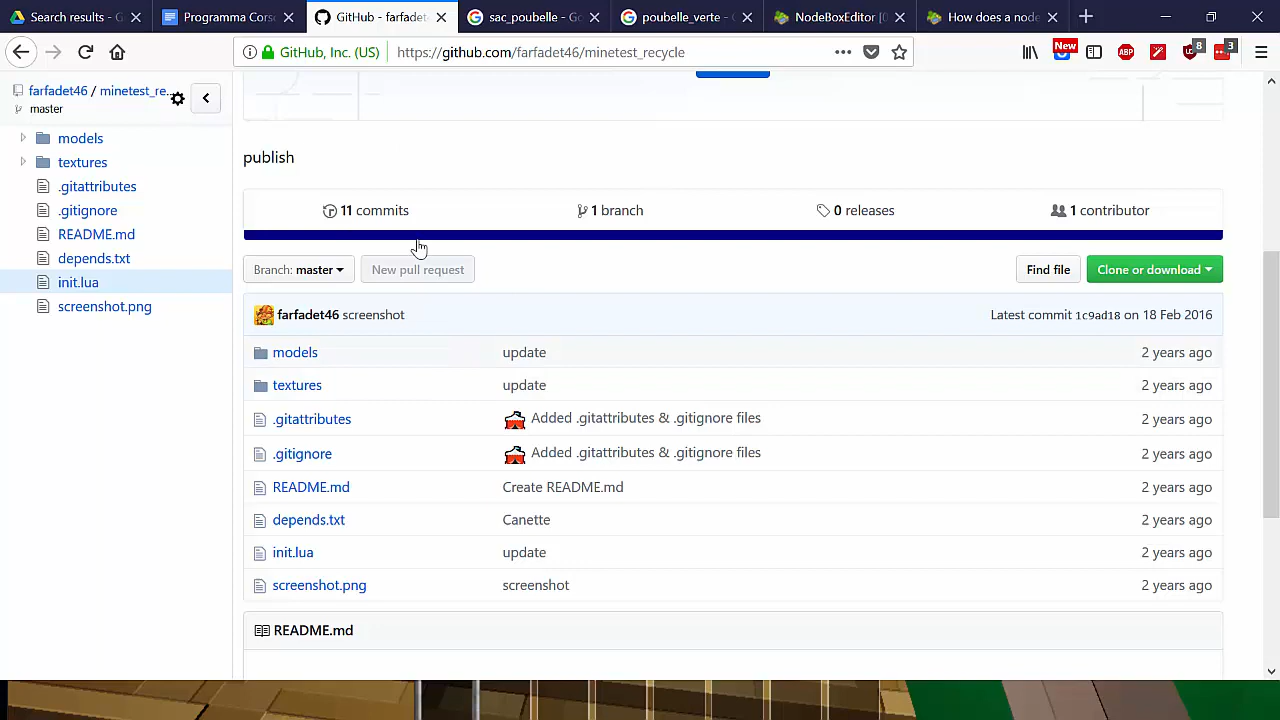 Search results - G
Programma Cors
GitHub - farfadet
sac_poubelle - Go
poubelle_verte - G
NodeBoxEditor [0
How does a node
GitHub, Inc. (US)
https://github.com/farfadet46/minetest_recycle
New
ABP
8
3
farfadet46 / minetest_re...
master
models
textures
.gitattributes
.gitignore
README.md
depends.txt
init.lua
screenshot.png
publish
11 commits
1 branch
0 releases
1 contributor
Branch: master
New pull request
Find file
Clone or download
farfadet46 screenshot
Latest commit 1c9ad18 on 18 Feb 2016
models update 2 years ago
textures update 2 years ago
.gitattributes Added .gitattributes & .gitignore files 2 years ago
.gitignore Added .gitattributes & .gitignore files 2 years ago
README.md Create README.md 2 years ago
depends.txt Canette 2 years ago
init.lua update 2 years ago
screenshot.png screenshot 2 years ago
README.md